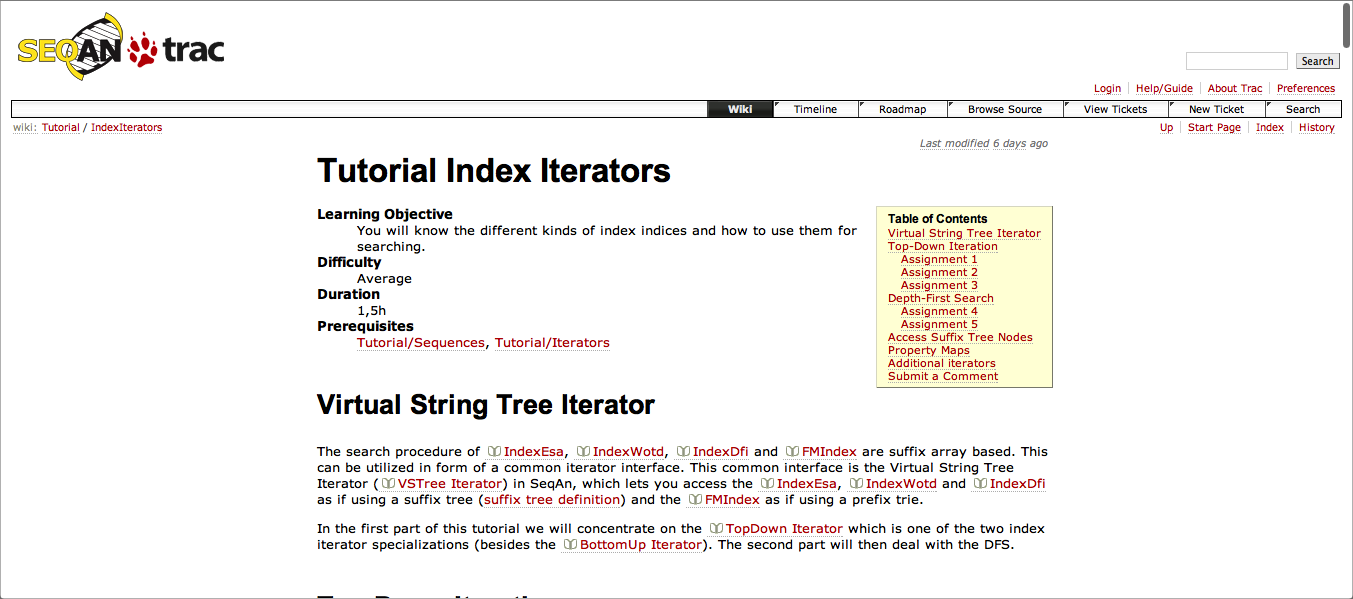 SEQAN trac
Search
Login Help/Guide About Trac Preferences
Wiki Timeline Roadmap Browse Source View Tickets New Ticket Search
wiki: Tutorial / IndexIterators
Up Start Page Index History
Last modified 6 days ago
Tutorial Index Iterators
Learning Objective
You will know the different kinds of index indices and how to use them for
searching.
Difficulty
Average
Duration
1,5h
Prerequisites
Tutorial/Sequences, Tutorial/Iterators
Table of Contents
Virtual String Tree Iterator
Top-Down Iteration
Assignment 1
Assignment 2
Assignment 3
Depth-First Search
Assignment 4
Assignment 5
Access Suffix Tree Nodes
Property Maps
Additional iterators
Submit a Comment
Virtual String Tree Iterator
The search procedure of IndexEsa, IndexWotd, IndexDfi and FMIndex are suffix array based. This
can be utilized in form of a common iterator interface. This common interface is the Virtual String Tree
Iterator (VSTree Iterator) in SeqAn, which lets you access the IndexEsa, IndexWotd and IndexDfi
as if using a suffix tree (suffix tree definition) and the FMIndex as if using a prefix trie.
In the first part of this tutorial we will concentrate on the TopDown Iterator which is one of the two index
iterator specializations (besides the BottomUp Iterator). The second part will then deal with the DFS.